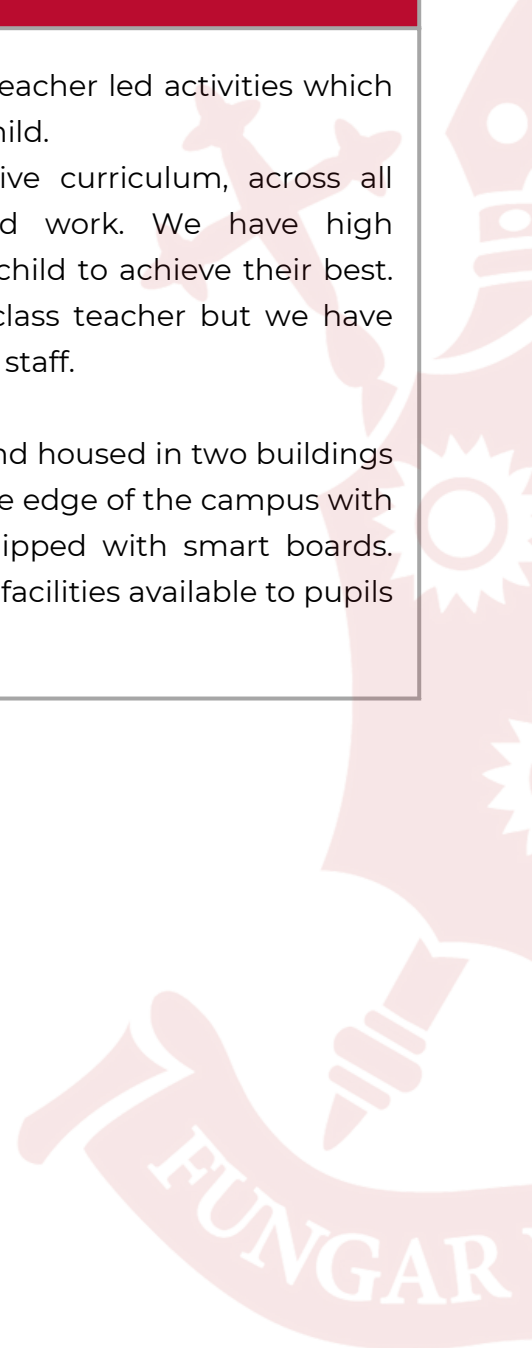 eacher led activities which
hild.
ive curriculum, across all
d work. We have high
child to achieve their best.
class teacher but we have
staff.
nd housed in two buildings
e edge of the campus with
ipped with smart boards.
facilities available to pupils
FUNGAR